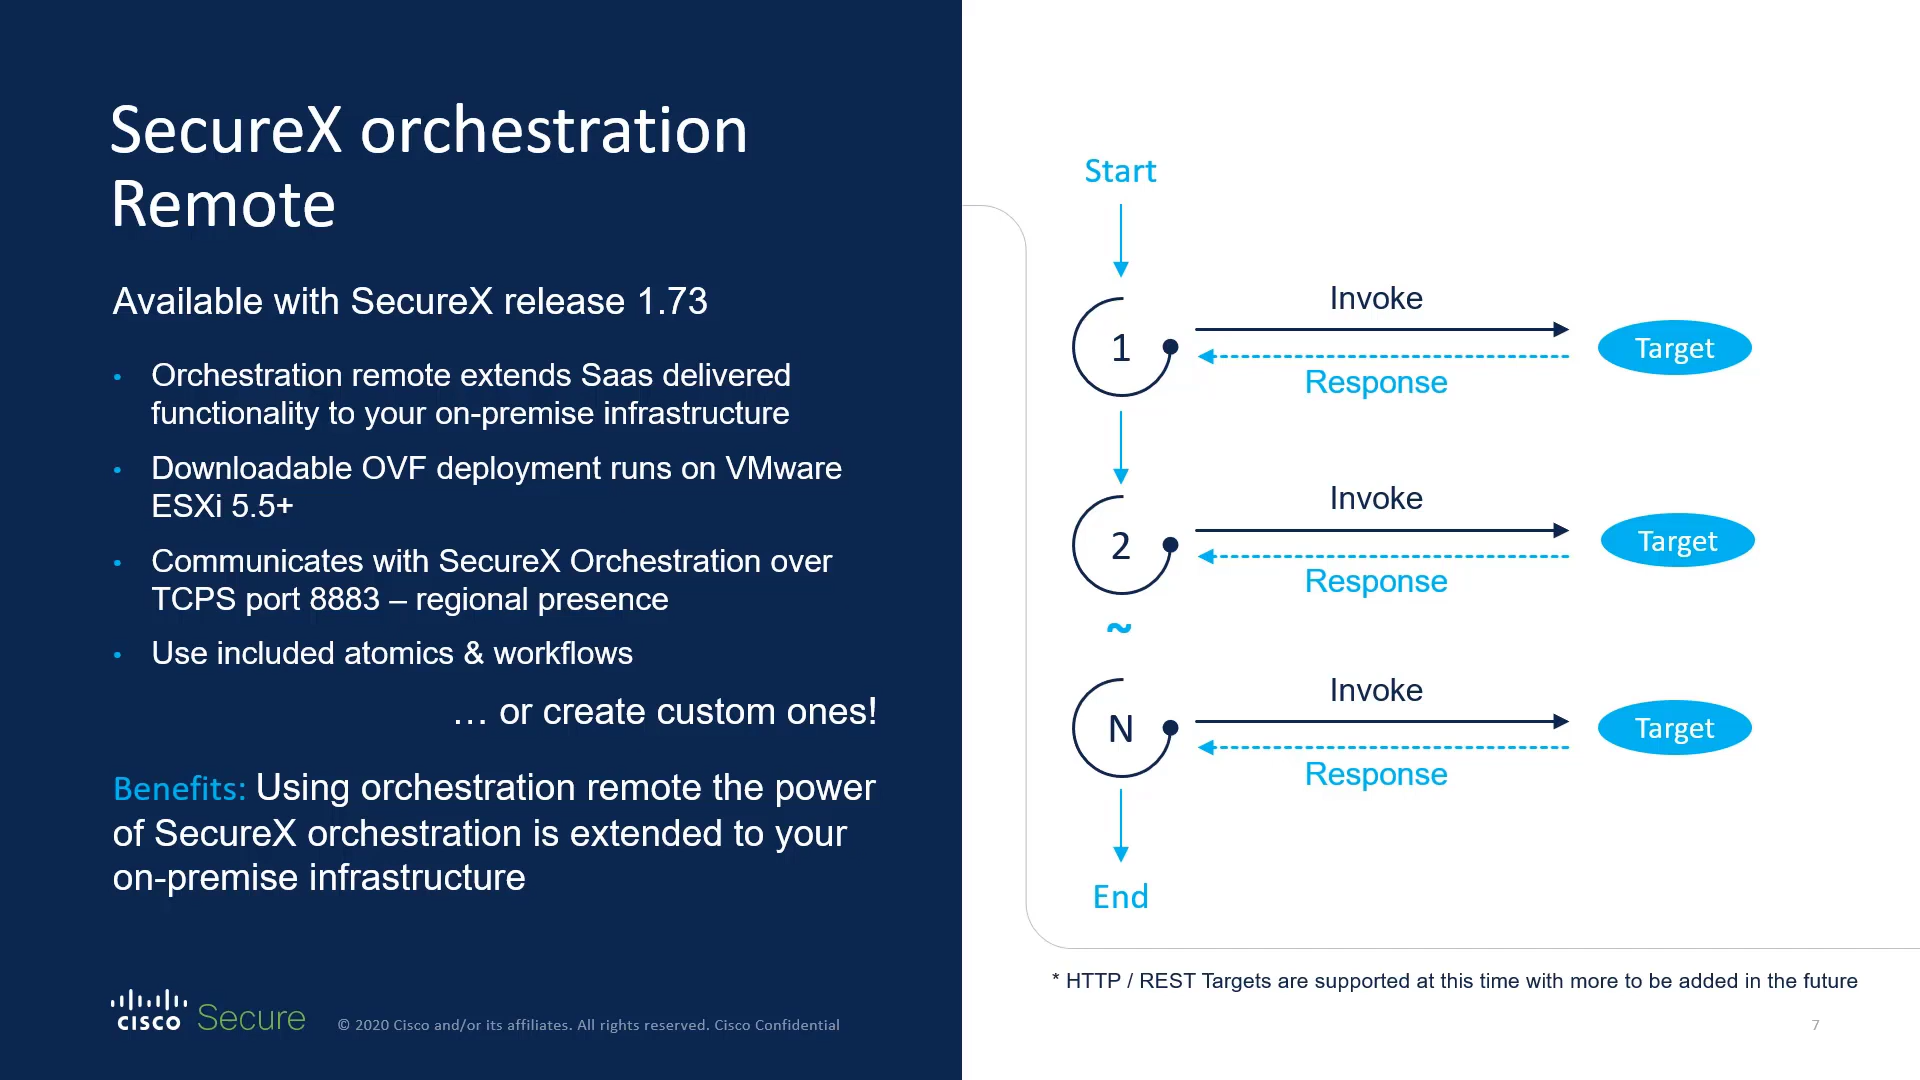 SecureX orchestration
Remote
Available with SecureX release 1.73
• Orchestration remote extends Saas delivered
functionality to your on-premise infrastructure
• Downloadable OVF deployment runs on VMware
ESXi 5.5+
• Communicates with SecureX Orchestration over
TCPS port 8883 – regional presence
• Use included atomics & workflows
… or create custom ones!
Benefits: Using orchestration remote the power
of SecureX orchestration is extended to your
on-premise infrastructure
CISCO Secure
© 2020 Cisco and/or its affiliates. All rights reserved. Cisco Confidential
Start
1
Invoke
Response
Target
2
Invoke
Response
Target
~
N
Invoke
Response
Target
End
* HTTP / REST Targets are supported at this time with more to be added in the future
7